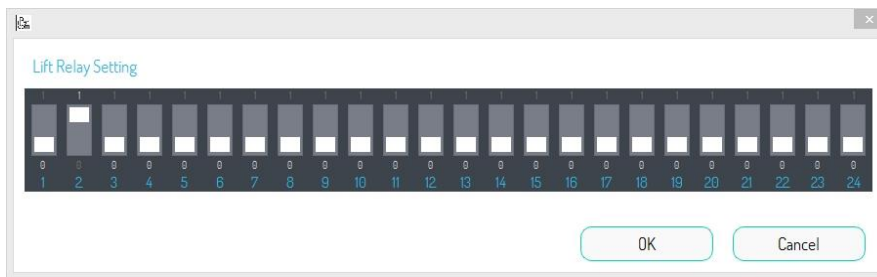 ×
Lift Relay Setting
1 1 1 1 1 1 1 1 1 1 1 1 1 1 1 1 1 1 1 1 1 1 1 1
0 0 0 0 0 0 0 0 0 0 0 0 0 0 0 0 0 0 0 0 0 0 0 0
1 2 3 4 5 6 7 8 9 10 11 12 13 14 15 16 17 18 19 20 21 22 23 24
OK Cancel